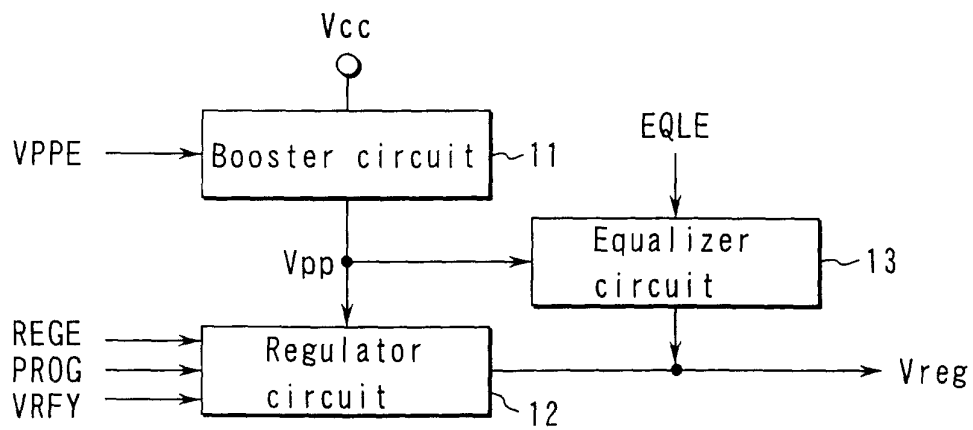 Vcc
VPPE
Booster circuit
11
EQLE
Equalizer
circuit
13
Vpp
REGE
PROG
VRFY
Regulator
circuit
12
Vreg